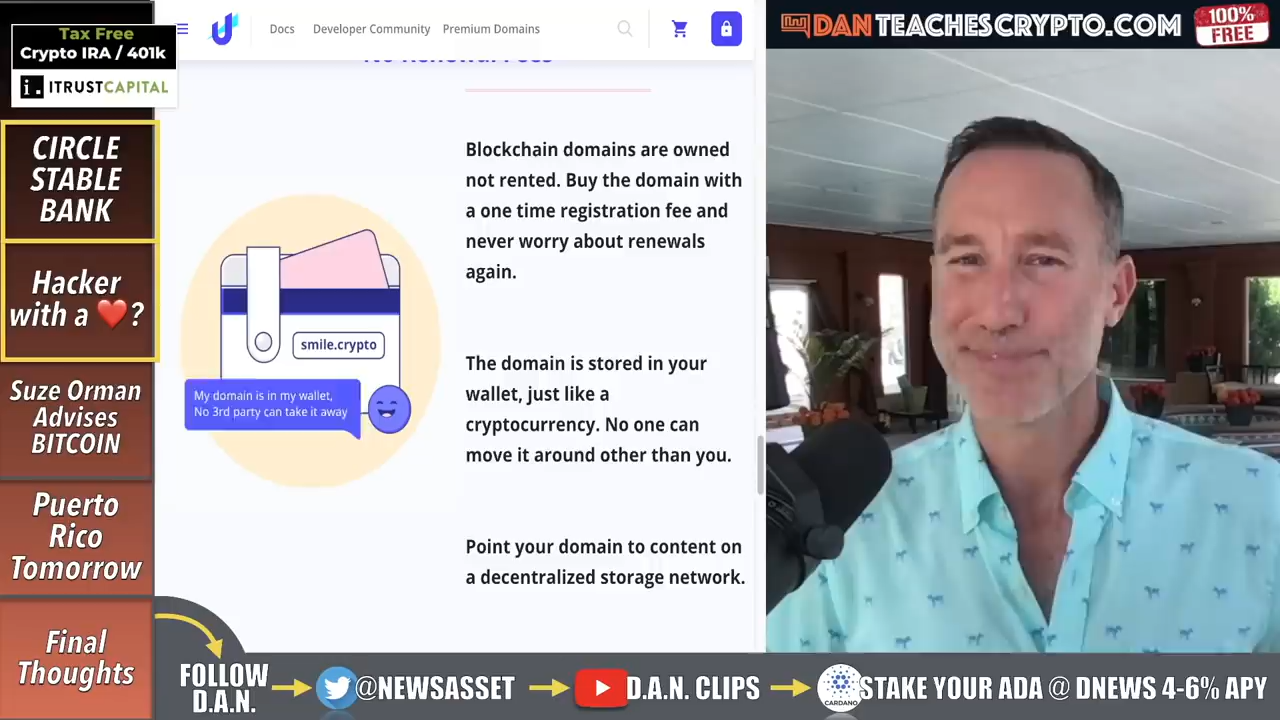 Tax Free
Crypto IRA / 401k
i. ITRUSTCAPITAL
CIRCLE
STABLE
BANK
Hacker
with a ❤️?
Suze Orman
Advises
BITCOIN
Puerto
Rico
Tomorrow
Final
Thoughts
Docs Developer Community Premium Domains
No Renewal Fees
Blockchain domains are owned
not rented. Buy the domain with
a one time registration fee and
never worry about renewals
again.
smile.crypto
My domain is in my wallet,
No 3rd party can take it away
The domain is stored in your
wallet, just like a
cryptocurrency. No one can
move it around other than you.
Point your domain to content on
a decentralized storage network.
DANTEACHESCRYPTO.COM
100%
FREE
FOLLOW
D.A.N.
@NEWSASSET
D.A.N. CLIPS
CARDANO
STAKE YOUR ADA @ DNEWS 4-6% APY